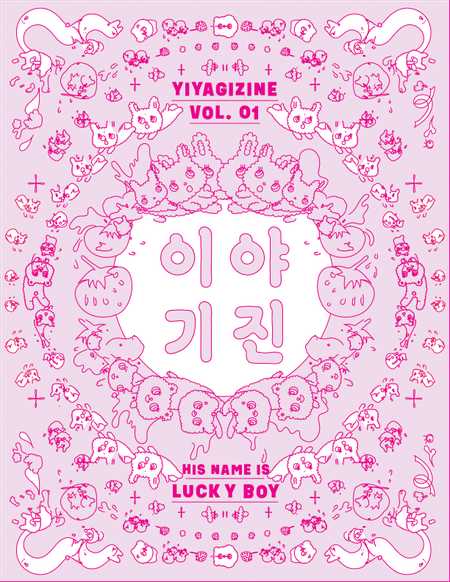 YIYAGIZINE
VOL. 01
이야
기진
HIS NAME IS
LUCKY BOY